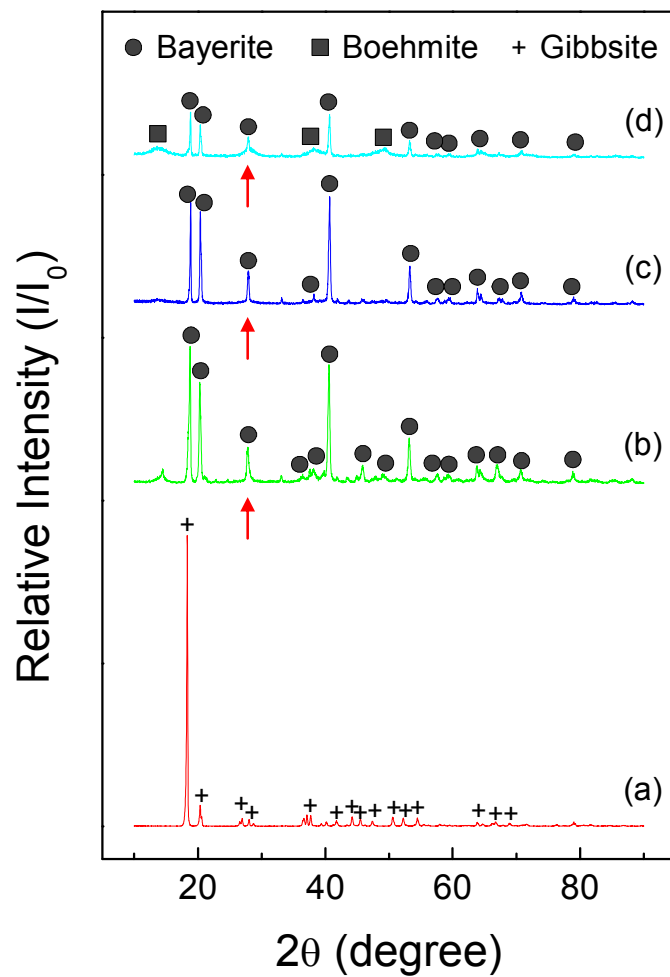 Bayerite Boehmite + Gibbsite
(d)
(c)
(b)
(a)
Relative Intensity (I/I₀)
20 40 60 80
2θ (degree)